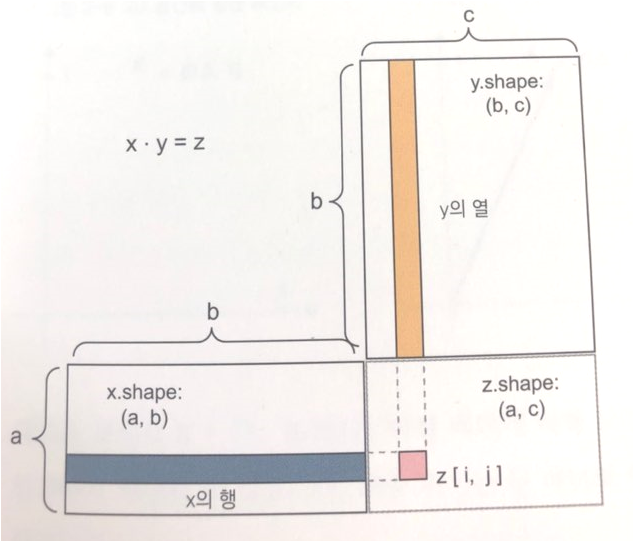 c
y.shape:
(b, c)
x · y = z
b
y의 열
b
x.shape:
(a, b)
z.shape:
(a, c)
a
z [ i, j ]
x의 행